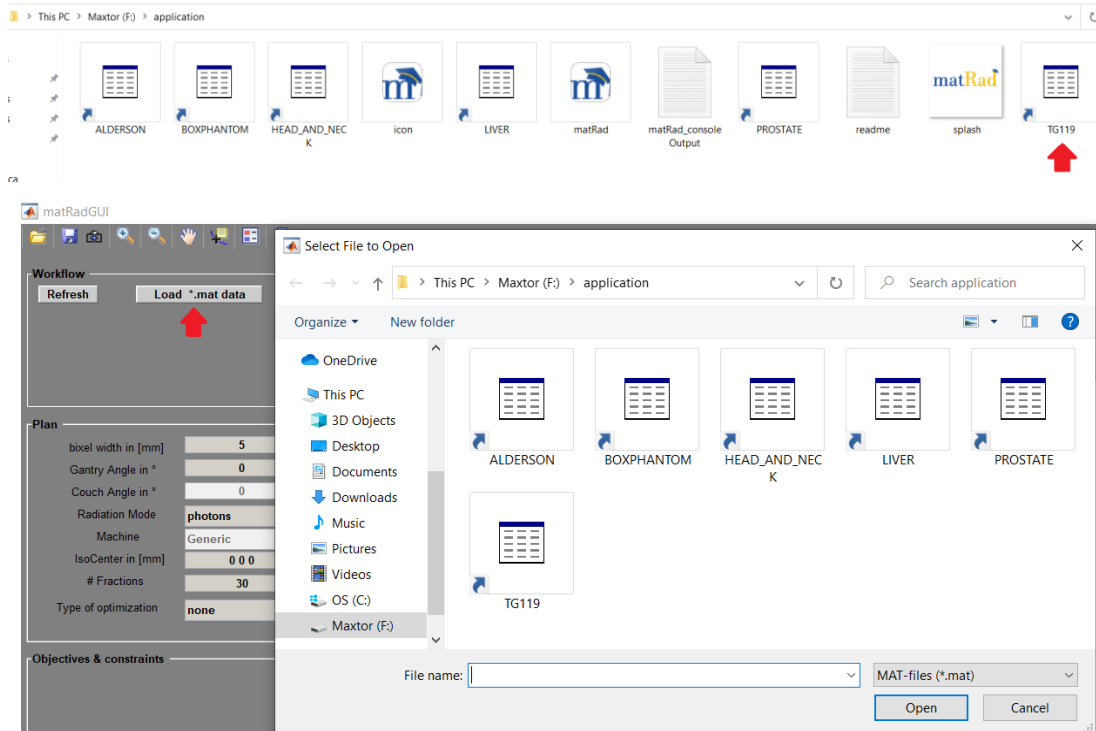 This PC > Maxtor (F:) > application
ALDERSON
BOXPHANTOM
HEAD_AND_NEC
K
icon
LIVER
matRad
matRad_console
Output
PROSTATE
readme
matRad
splash
TG119
ca
matRadGUI
Workflow
Refresh
Load *.mat data
Plan
bixel width in [mm] 5
Gantry Angle in ° 0
Couch Angle in ° 0
Radiation Mode photons
Machine Generic
IsoCenter in [mm] 0 0 0
# Fractions 30
Type of optimization none
Objectives & constraints
Select File to Open
This PC > Maxtor (F:) > application
Search application
Organize
New folder
OneDrive
This PC
3D Objects
Desktop
Documents
Downloads
Music
Pictures
Videos
OS (C:)
Maxtor (F:)
ALDERSON
BOXPHANTOM
HEAD_AND_NEC
K
LIVER
PROSTATE
TG119
File name:
MAT-files (*.mat)
Open
Cancel